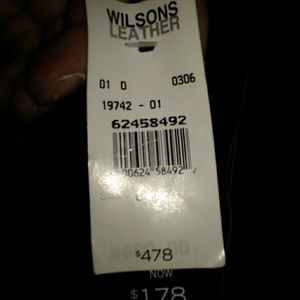 WILSONS
LEATHER
01 0 0306
19742 - 01
62458492
00624 58492
$478
NOW
$178